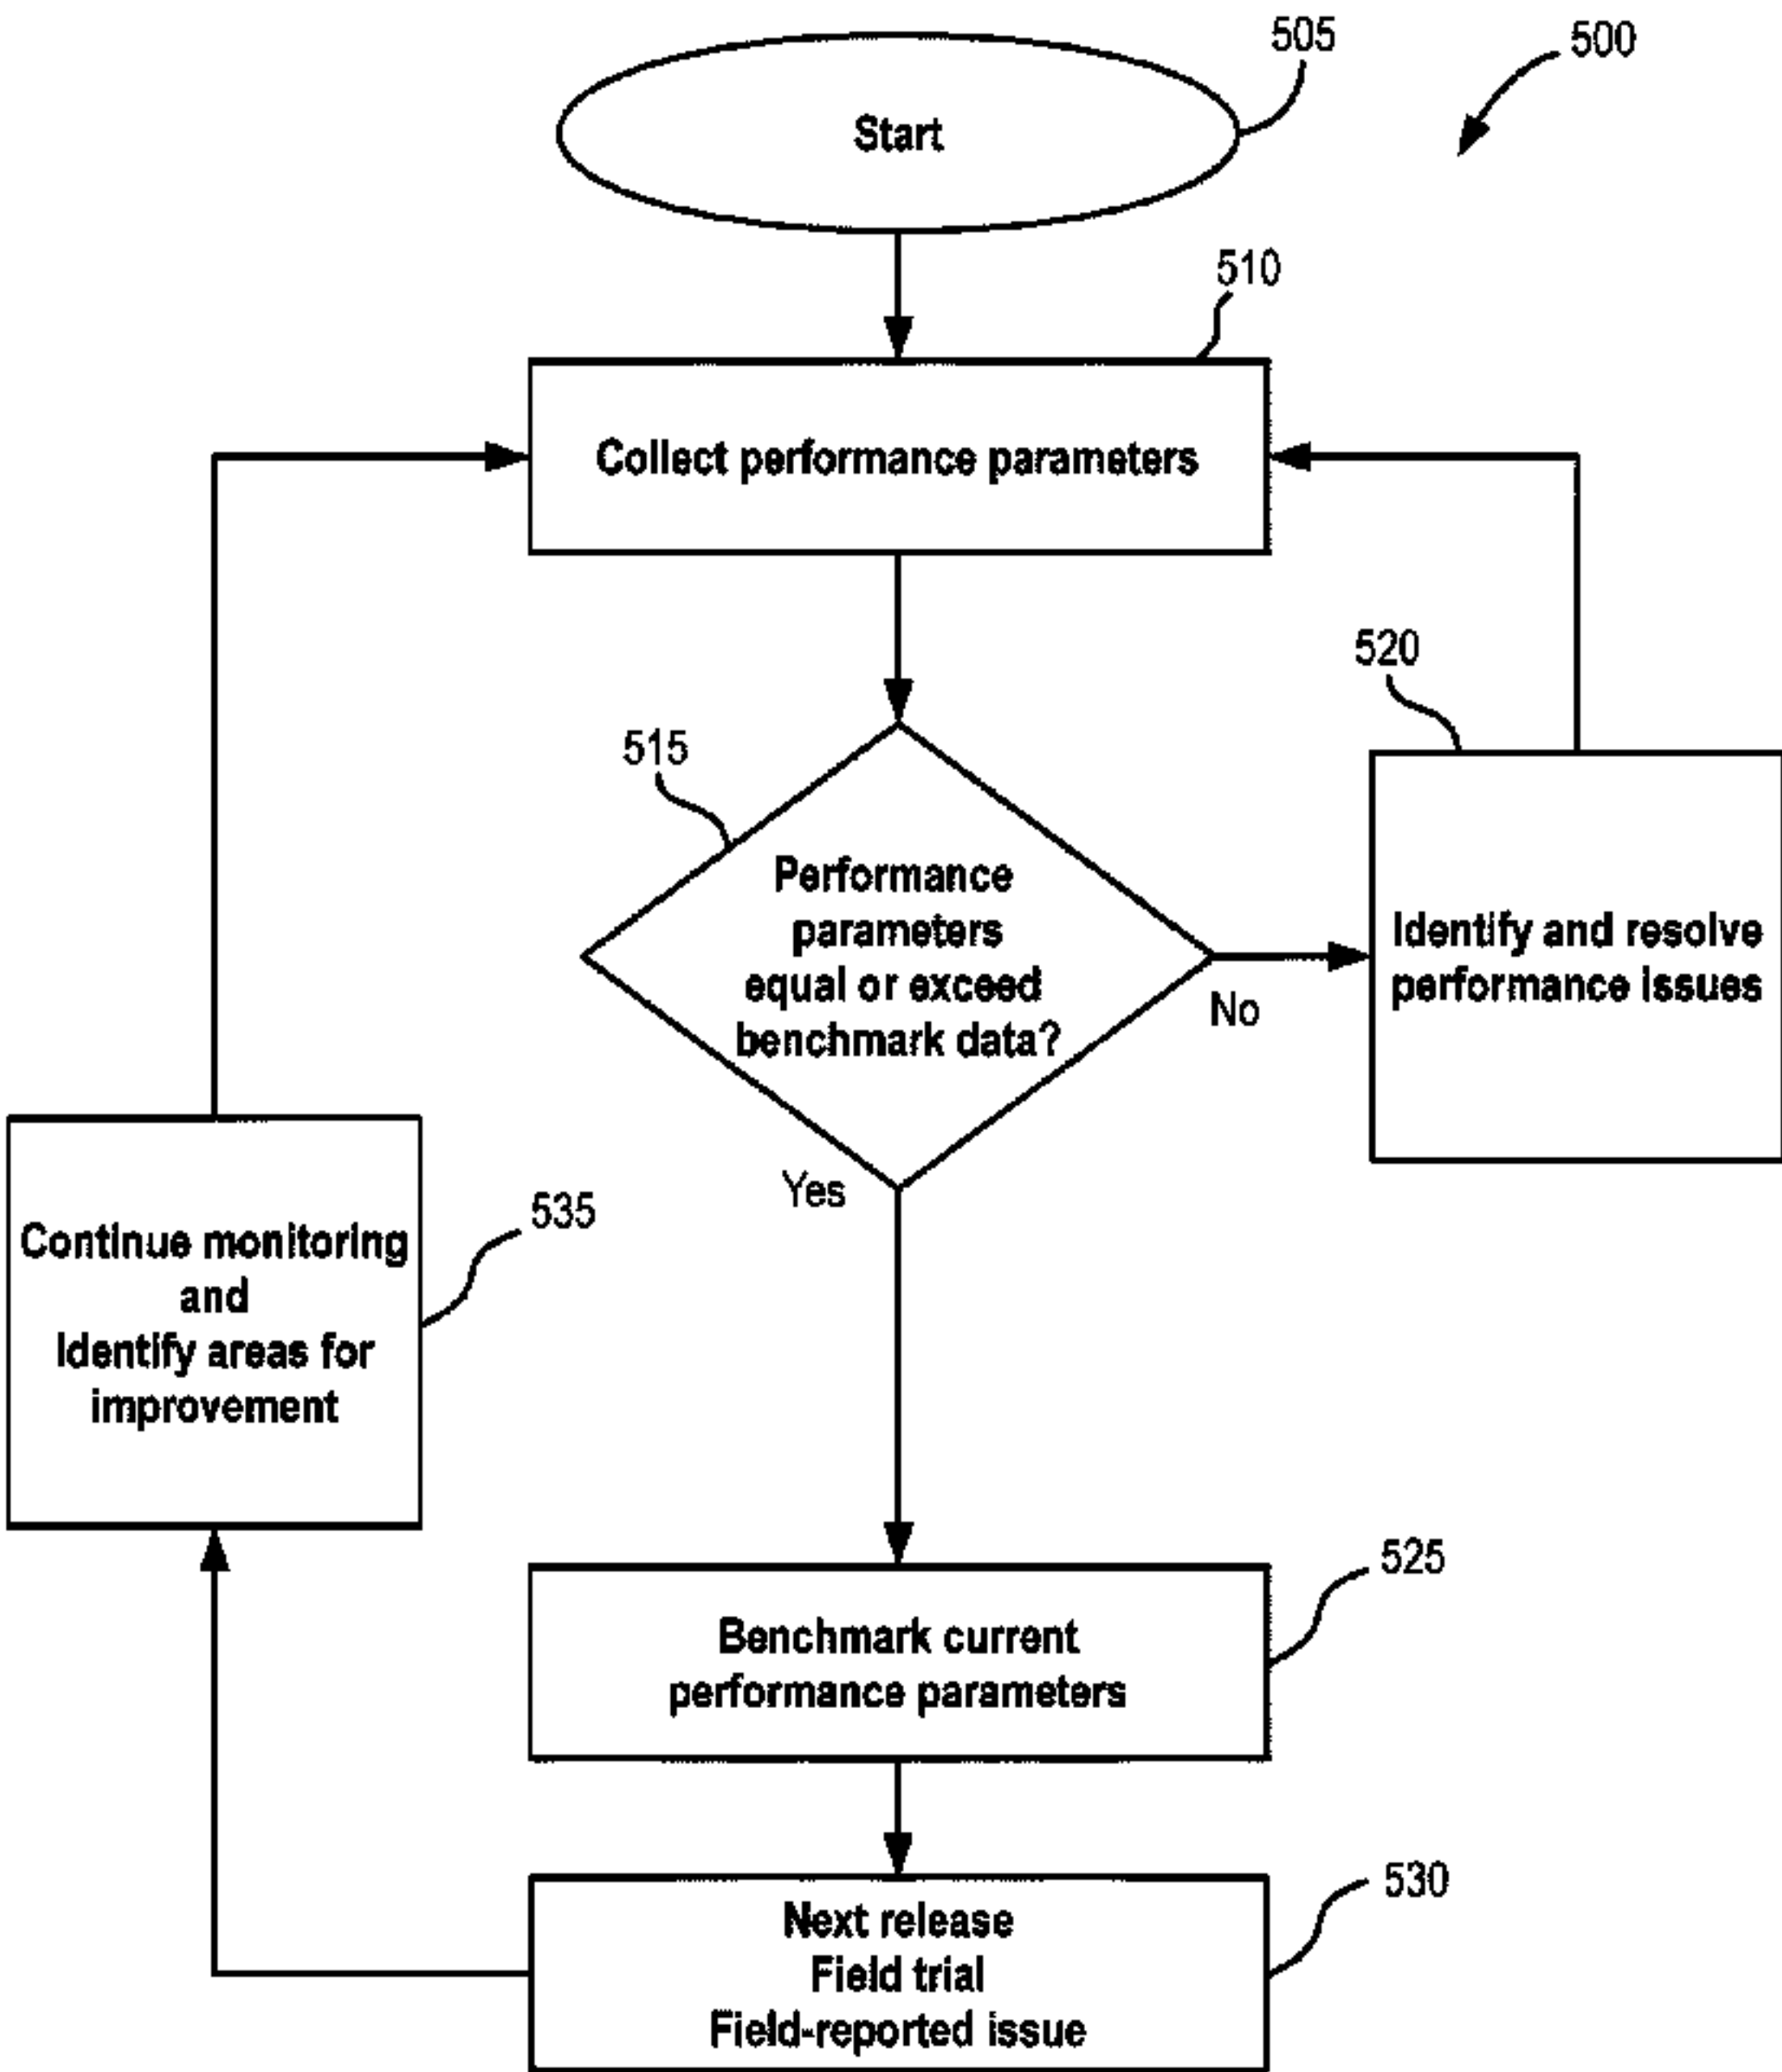 505
500
Start
510
Collect performance parameters
520
515
Performance
parameters
equal or exceed
benchmark data?
No
Identify and resolve
performance issues
Yes
535
Continue monitoring
and
Identify areas for
improvement
525
Benchmark current
performance parameters
530
Next release
Field trial
Field-reported issue